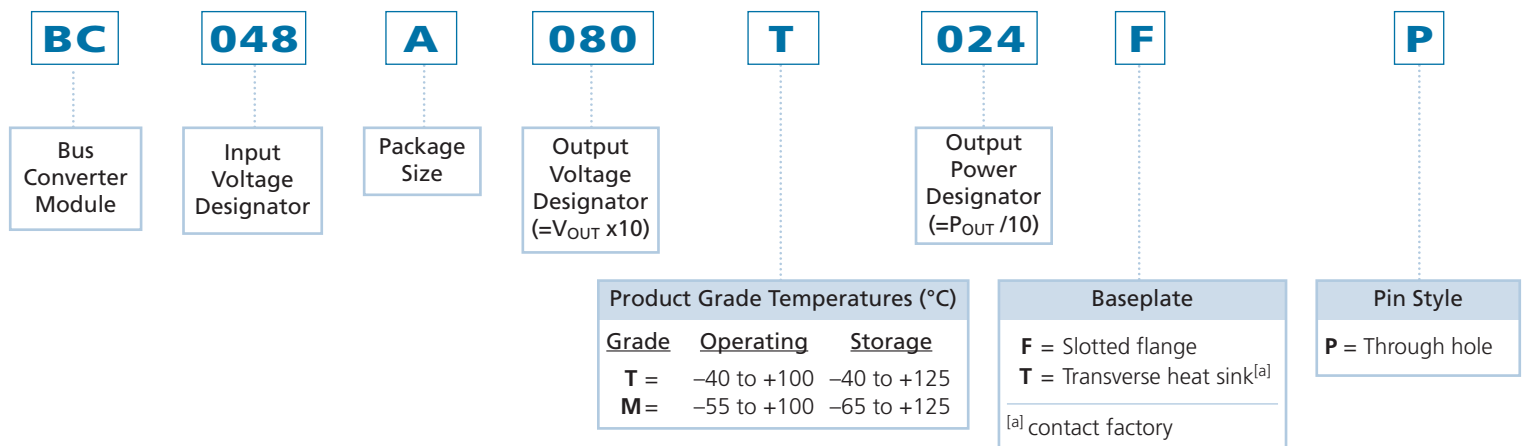 BC 048 A 080 T 024 F P
Bus
Converter
Module
Input
Voltage
Designator
Package
Size
Output
Voltage
Designator
(=VOUT x10)
Output
Power
Designator
(=POUT /10)
Product Grade Temperatures (°C)
Grade Operating Storage
T = –40 to +100 –40 to +125
M = –55 to +100 –65 to +125
Baseplate
F = Slotted flange
T = Transverse heat sink[a]
[a] contact factory
Pin Style
P = Through hole